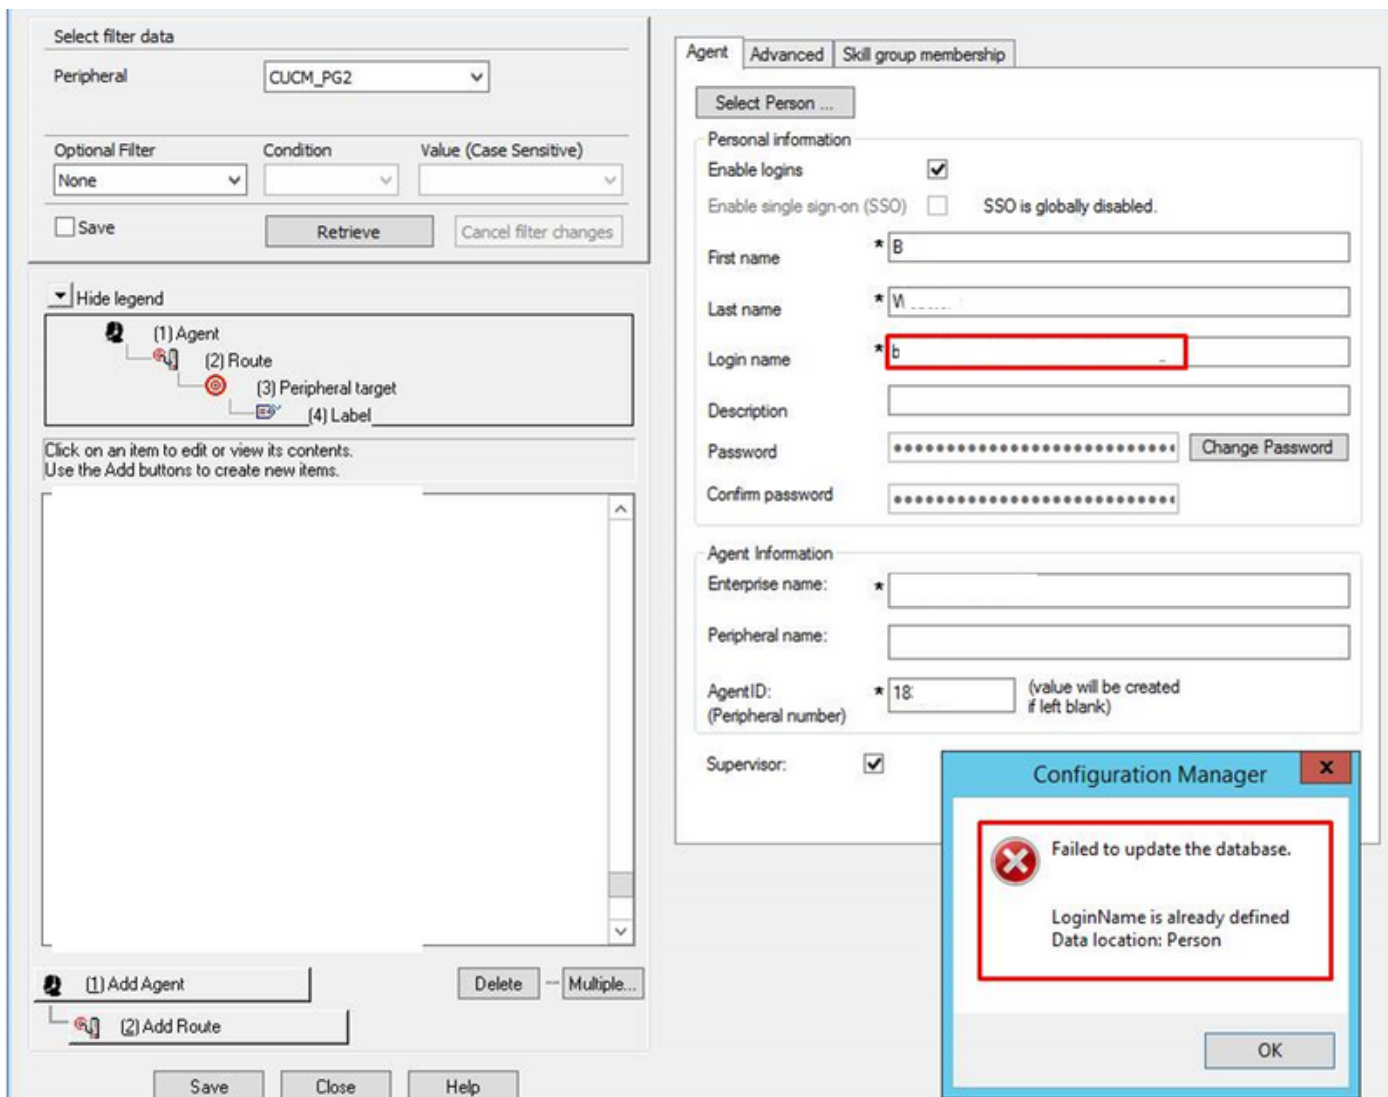 Select filter data
Peripheral
CUCM_PG2
Optional Filter Condition Value (Case Sensitive)
None
Save
Retrieve
Cancel filter changes
Hide legend
(1) Agent
(2) Route
(3) Peripheral target
(4) Label
Click on an item to edit or view its contents.
Use the Add buttons to create new items.
(1) Add Agent
Delete
Multiple...
(2) Add Route
Save
Close
Help
Agent Advanced Skill group membership
Select Person ...
Personal information
Enable logins
Enable single sign-on (SSO) SSO is globally disabled.
First name * B
Last name *
Login name * b
Description
Password •••••••••••••••••••••••••• Change Password
Confirm password ••••••••••••••••••••••••••
Agent Information
Enterprise name: *
Peripheral name:
AgentID: * 18 (value will be created
(Peripheral number) if left blank)
Supervisor:
Configuration Manager
X
Failed to update the database.
LoginName is already defined
Data location: Person
OK